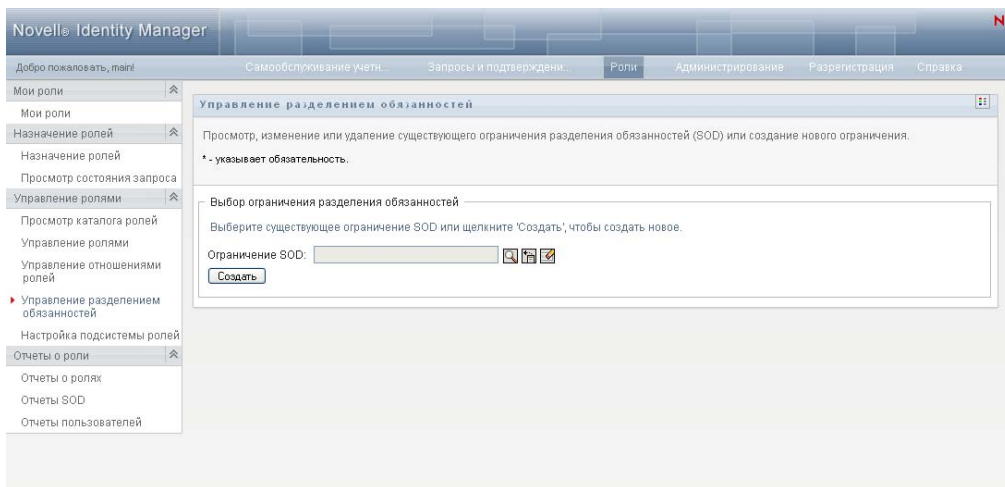 Novell® Identity Manager
N
Добро пожаловать, main!
Самообслуживание учетн...
Запросы и подтверждени...
Роли
Администрирование
Разрегистрация
Справка
Мои роли
Мои роли
Назначение ролей
Назначение ролей
Просмотр состояния запроса
Управление ролями
Просмотр каталога ролей
Управление ролями
Управление отношениями
ролей
Управление разделением
обязанностей
Настройка подсистемы ролей
Отчеты о роли
Отчеты о ролях
Отчеты SOD
Отчеты пользователей
Управление разделением обязанностей
Просмотр, изменение или удаление существующего ограничения разделения обязанностей (SOD) или создание нового ограничения.
* - указывает обязательность.
Выбор ограничения разделения обязанностей
Выберите существующее ограничение SOD или щелкните 'Создать', чтобы создать новое.
Ограничение SOD:
Создать